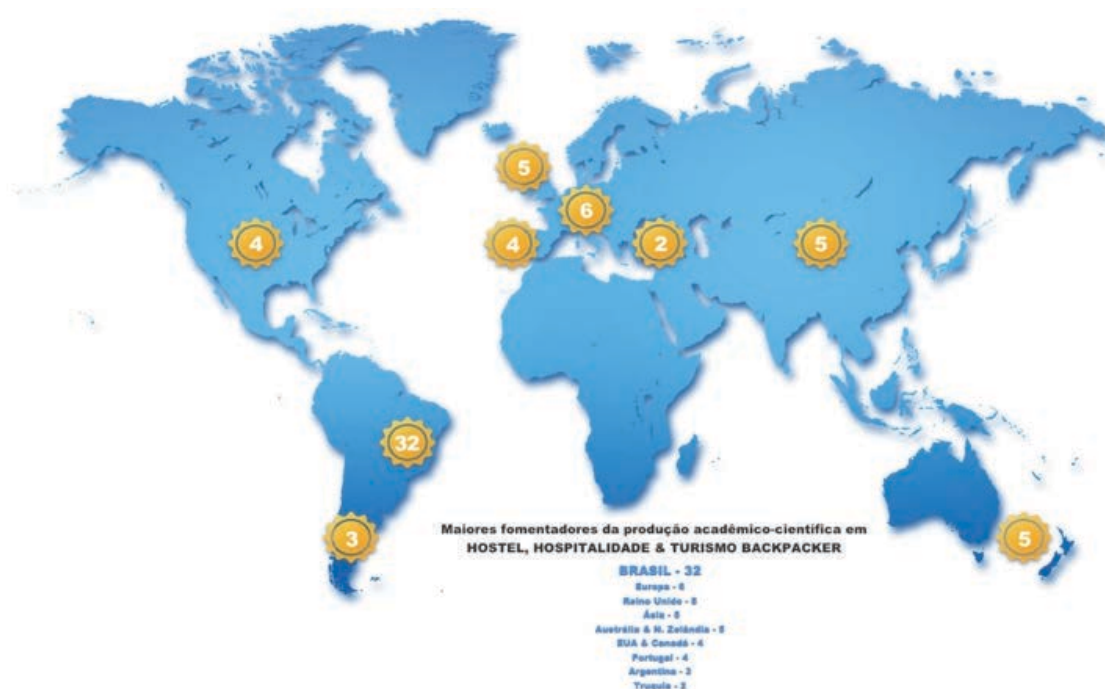 5
6
4
4
2
5
32
3
5
Maiores fomentadores da produção acadêmico-científica em
HOSTEL, HOSPITALIDADE & TURISMO BACKPACKER
BRASIL - 32
Europa - 6
Reino Unido - 5
Ásia - 5
Austrália & N. Zelândia - 5
EUA & Canadá - 4
Portugal - 4
Argentina - 3
Truquia - 2